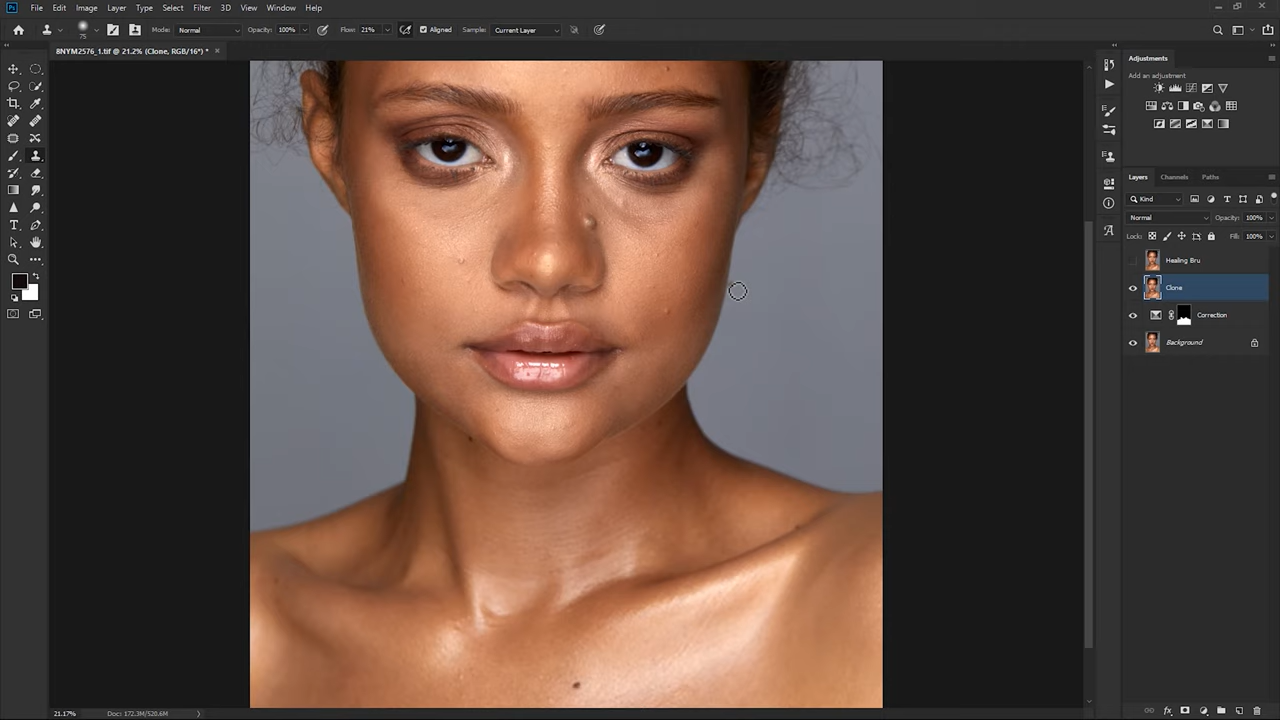 Ps File Edit Image Layer Type Select Filter 3D View Window Help
75 Mode: Normal Opacity: 100% Flow: 21% Aligned Sample: Current Layer
8NYM2576_1.tif @ 21.2% (Clone, RGB/16*) * ×
Adjustments
Add an adjustment
Layers Channels Paths
Kind
Normal Opacity: 100%
Lock: Fill: 100%
Healing Bru
Clone
Correction
Background
21.17% Doc: 172.3M/520.6M